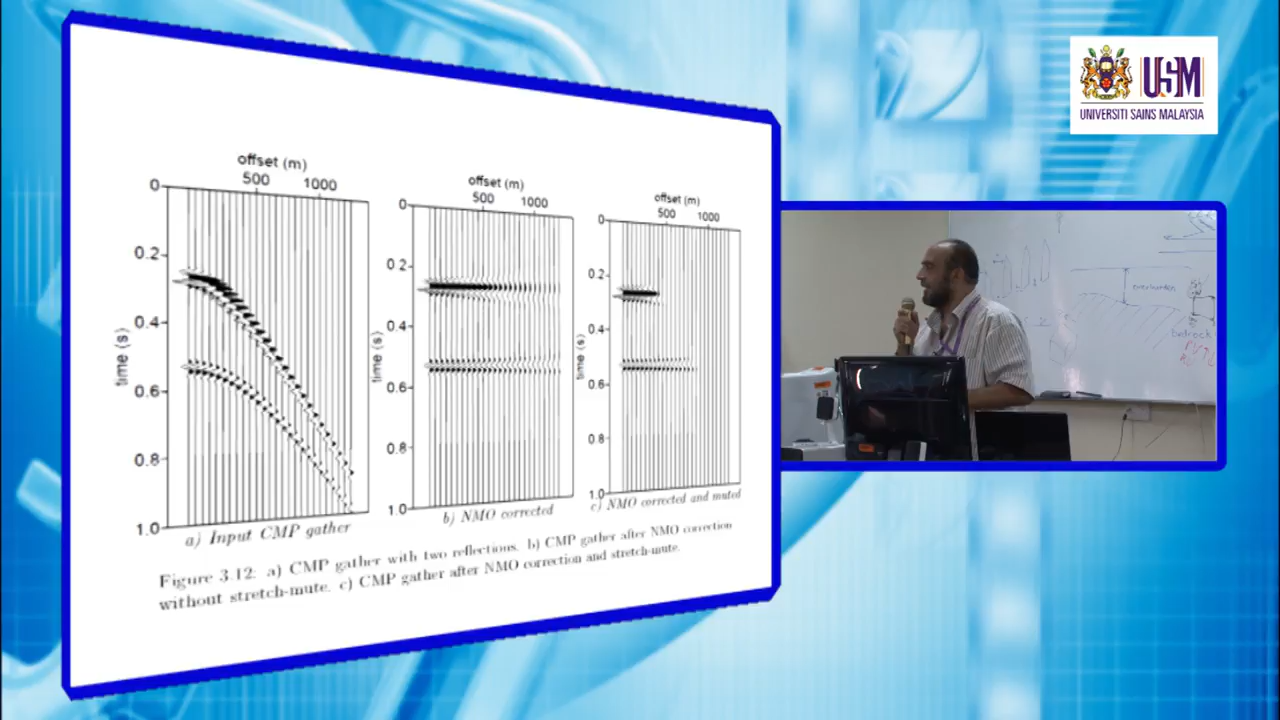 USM
UNIVERSITI SAINS MALAYSIA
offset (m)
500 1000
0
0.2
0.4
0.6
0.8
1.0
time (s)
a) Input CMP gather
offset (m)
500 1000
0
0.2
0.4
0.6
0.8
1.0
time (s)
b) NMO corrected
offset (m)
500 1000
0
0.2
0.4
0.6
0.8
1.0
time (s)
c) NMO corrected and muted
Figure 3.12: a) CMP gather with two reflections. b) CMP gather after NMO correction
without stretch-mute. c) CMP gather after NMO correction and stretch-mute.
overburden
bedrock